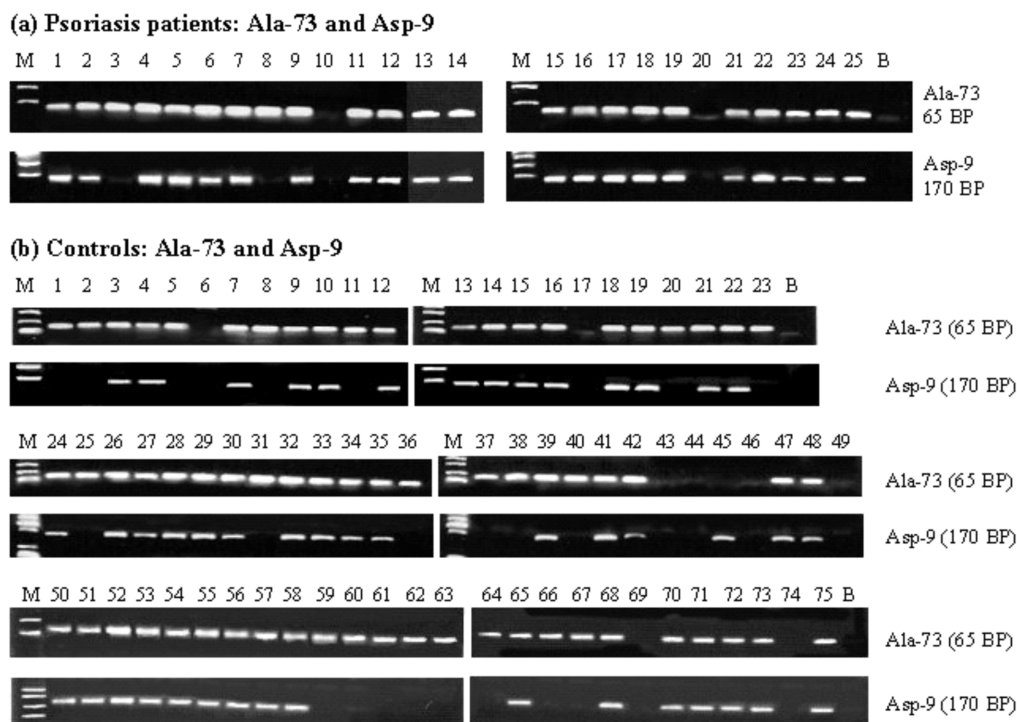 (a) Psoriasis patients: Ala-73 and Asp-9
M 1 2 3 4 5 6 7 8 9 10 11 12 13 14 15 16 17 18 19 20 21 22 23 24 25 B
M
Ala-73
65 BP
Asp-9
170 BP
(b) Controls: Ala-73 and Asp-9
M 1 2 3 4 5 6 7 8 9 10 11 12 M 13 14 15 16 17 18 19 20 21 22 23 B
Ala-73 (65 BP)
Asp-9 (170 BP)
M 24 25 26 27 28 29 30 31 32 33 34 35 36 M 37 38 39 40 41 42 43 44 45 46 47 48 49
Ala-73 (65 BP)
Asp-9 (170 BP)
M 50 51 52 53 54 55 56 57 58 59 60 61 62 63 64 65 66 67 68 69 70 71 72 73 74 75 B
Ala-73 (65 BP)
Asp-9 (170 BP)